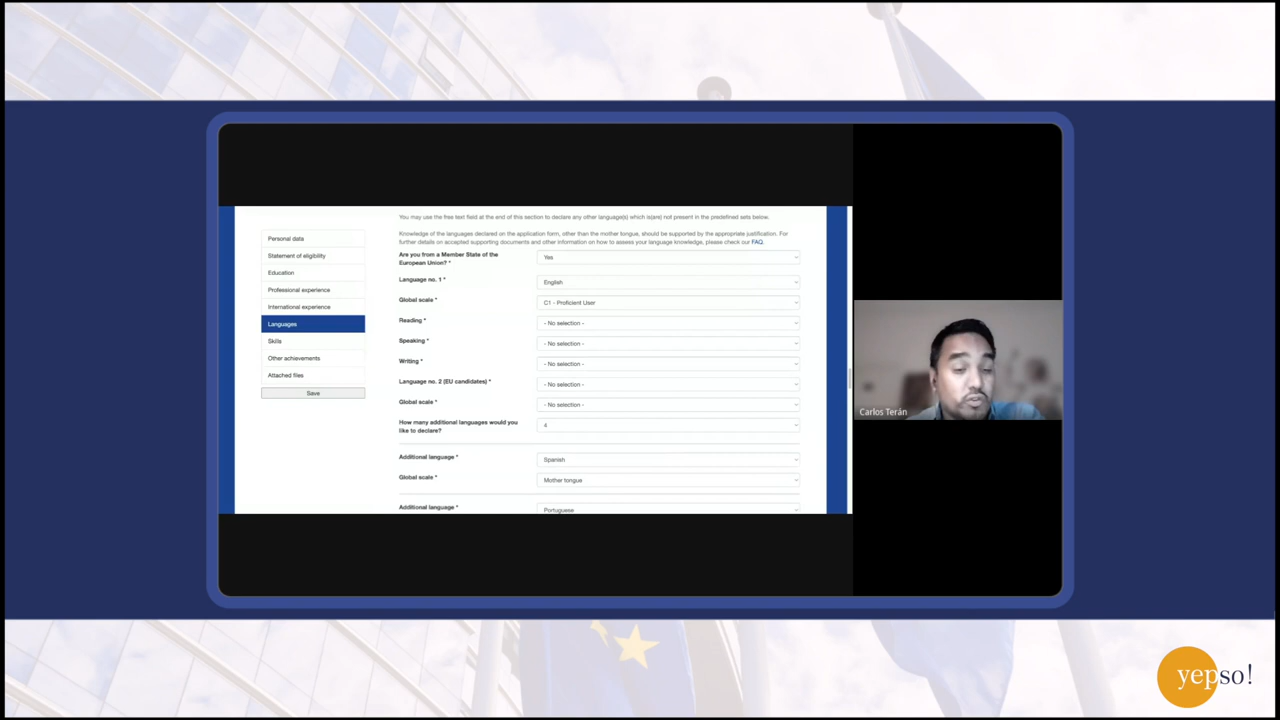 You may use the free text field at the end of this section to declare any other language(s) which is(are) not present in the predefined sets below.
Knowledge of the languages declared on the application form, other than the mother tongue, should be supported by the appropriate justification. For
further details on accepted supporting documents and other information on how to assess your language knowledge, please check our FAQ.
Personal data
Statement of eligibility
Education
Professional experience
International experience
Languages
Skills
Other achievements
Attached files
Save
Are you from a Member State of the
European Union? *
Yes
Language no. 1 *
English
Global scale *
C1 - Proficient User
Reading *
- No selection -
Speaking *
- No selection -
Writing *
- No selection -
Language no. 2 (EU candidates) *
- No selection -
Global scale *
- No selection -
How many additional languages would you
like to declare?
4
Additional language *
Spanish
Global scale *
Mother tongue
Additional language *
Portuguese
Carlos Terán
yepso!